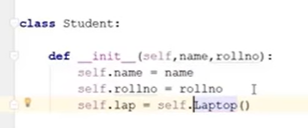 class Student:
def __init__(self,name,rollno):
self.name = name
self.rollno = rollno
self.lap = self.Laptop()